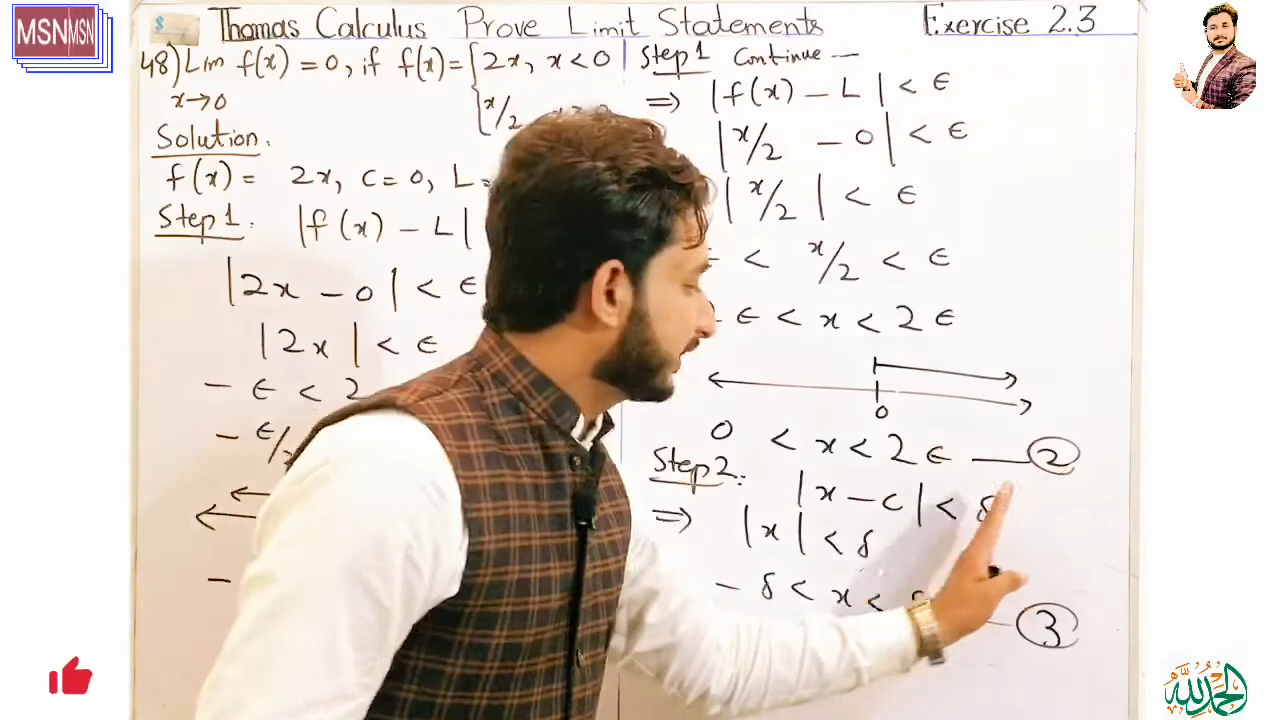 MSN MSN
Thomas Calculus Prove Limit Statements Exercise 2.3
48) Lim f(x) = 0, if f(x) = { 2x, x < 0
x→0 x/2
Solution.
f(x) = 2x, c = 0, L
Step 1: |f(x) - L|
|2x - 0| < ϵ
|2x| < ϵ
- ϵ < 2
- ϵ/
-
Step 1 Continue —
⇒ |f(x) - L| < ϵ
|x/2 - 0| < ϵ
|x/2| < ϵ
< x/2 < ϵ
ϵ < x < 2ϵ
0
0 < x < 2ϵ — ②
Step 2:
|x - c| < δ
⇒ |x| < δ
- δ < x < — ③
الحمد لله